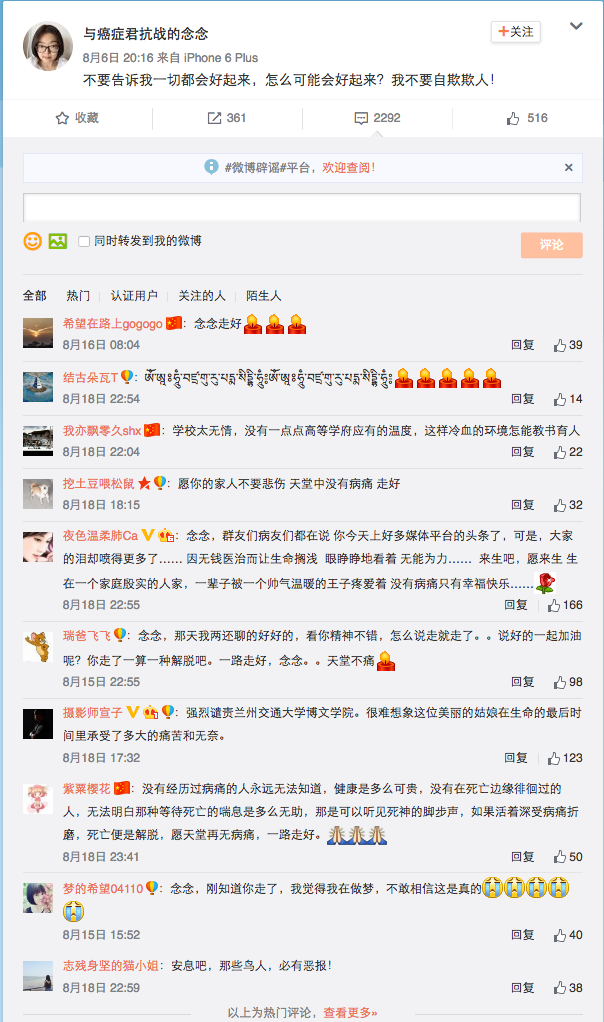 与癌症君抗战的念念
+关注
8月6日 20:16 来自 iPhone 6 Plus
不要告诉我一切都会好起来，怎么可能会好起来？我不要自欺欺人！
收藏
361
2292
516
#微博辟谣#平台，欢迎查阅！
×
同时转发到我的微博
评论
全部 热门 认证用户 关注的人 陌生人
希望在路上gogogo：念念走好
8月16日 08:04 回复 39
结古朵瓦T：ༀཨཱཿཧཱུྃ་བཛྲ་གུ་རུ་པདྨ་སིདྡྷི་ཧཱུྃ༔ༀཨཱཿཧཱུྃ་བཛྲ་གུ་རུ་པདྨ་སིདྡྷི་ཧཱུྃ༔
8月18日 22:54 回复 14
我亦飘零久shx：学校太无情，没有一点点高等学府应有的温度，这样冷血的环境怎能教书育人
8月18日 22:04 回复 22
挖土豆喂松鼠：愿你的家人不要悲伤 天堂中没有病痛 走好
8月18日 18:15 回复 32
夜色温柔肺Ca：念念，群友们病友们都在说 你今天上好多媒体平台的头条了，可是，大家
的泪却喷得更多了…… 因无钱医治而让生命搁浅 眼睁睁地看着 无能为力…… 来生吧，愿来生 生
在一个家庭殷实的人家，一辈子被一个帅气温暖的王子疼爱着 没有病痛只有幸福快乐……
8月18日 22:55 回复 166
瑞爸飞飞：念念，那天我两还聊的好好的，看你精神不错，怎么说走就走了。。说好的一起加油
呢？你走了一算一种解脱吧。一路走好，念念。。天堂不痛
8月15日 22:55 回复 98
摄影师宣子：强烈谴责兰州交通大学博文学院。很难想象这位美丽的姑娘在生命的最后时
间里承受了多大的痛苦和无奈。
8月18日 17:32 回复 123
紫粟樱花：没有经历过病痛的人永远无法知道，健康是多么可贵，没有在死亡边缘徘徊过的
人，无法明白那种等待死亡的喘息是多么无助，那是可以听见死神的脚步声，如果活着深受病痛折
磨，死亡便是解脱，愿天堂再无病痛，一路走好。
8月18日 23:41 回复 50
梦的希望04110：念念，刚知道你走了，我觉得我在做梦，不敢相信这是真的
8月15日 15:52 回复 40
志残身坚的猫小姐：安息吧，那些鸟人，必有恶报！
8月18日 22:59 回复 38
以上为热门评论，查看更多»